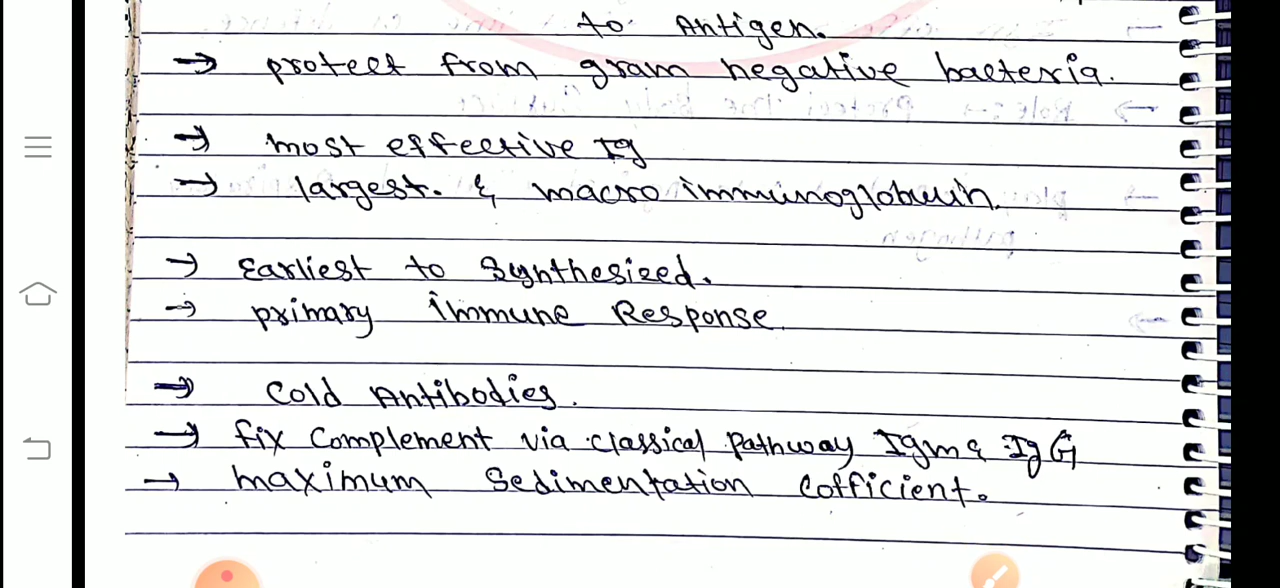 to Antigen.
→ protect from gram negative bacteria.
→ most effective Ig
→ largest. & macro immunoglobulin.
→ Earliest to Synthesized.
→ primary immune Response.
→ Cold Antibodies.
→ fix Complement via classical pathway Igm & IgG
→ maximum Sedimentation Cofficient.